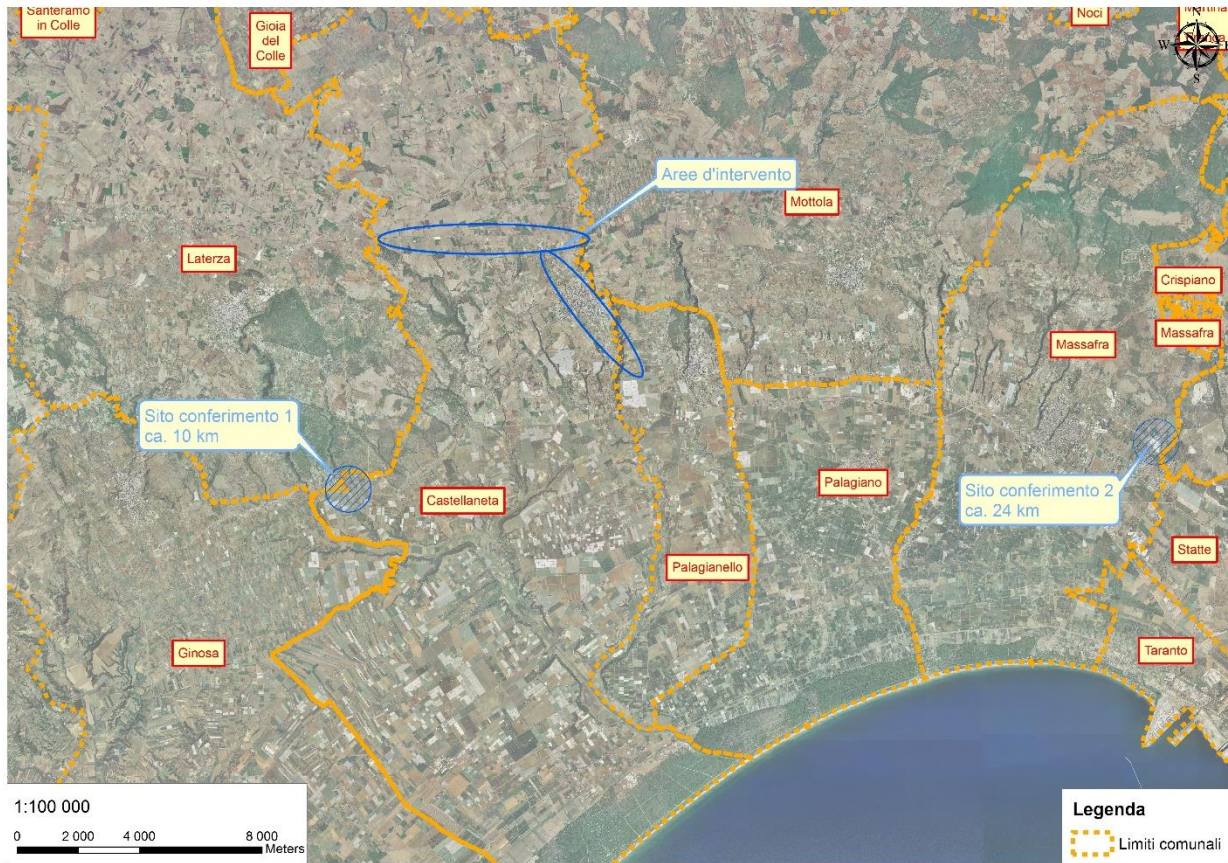 Santeramo
in Colle
Gioia
del
Colle
Noci
Martina
Franca
N
W
E
S
Aree d'intervento
Mottola
Laterza
Crispiano
Massafra
Massafra
Sito conferimento 1
ca. 10 km
Castellaneta
Palagiano
Sito conferimento 2
ca. 24 km
Statte
Palagianello
Ginosa
Taranto
1:100 000
0 2 000 4 000 8 000
Meters
Legenda
Limiti comunali